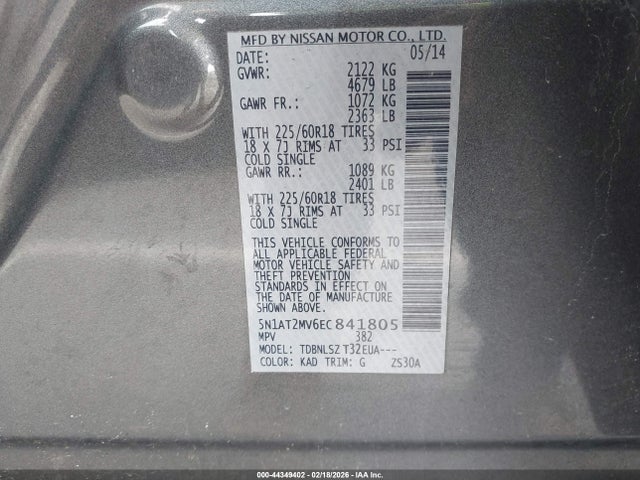 MFD BY NISSAN MOTOR CO., LTD.
DATE: 05/14
GVWR: 2122 KG
4679 LB
GAWR FR.: 1072 KG
2363 LB
WITH 225/60R18 TIRES
18 X 7J RIMS AT 33 PSI
COLD SINGLE
GAWR RR.: 1089 KG
2401 LB
WITH 225/60R18 TIRES
18 X 7J RIMS AT 33 PSI
COLD SINGLE
THIS VEHICLE CONFORMS TO
ALL APPLICABLE FEDERAL
MOTOR VEHICLE SAFETY AND
THEFT PREVENTION
STANDARDS IN EFFECT ON THE
DATE OF MANUFACTURE
SHOWN ABOVE.
5N1AT2MV6EC841805
MPV 382
MODEL: TDBNLSZ T32EUA---
COLOR: KAD TRIM: G ZS30A
000-44349402 - 02/18/2026 - IAA Inc.